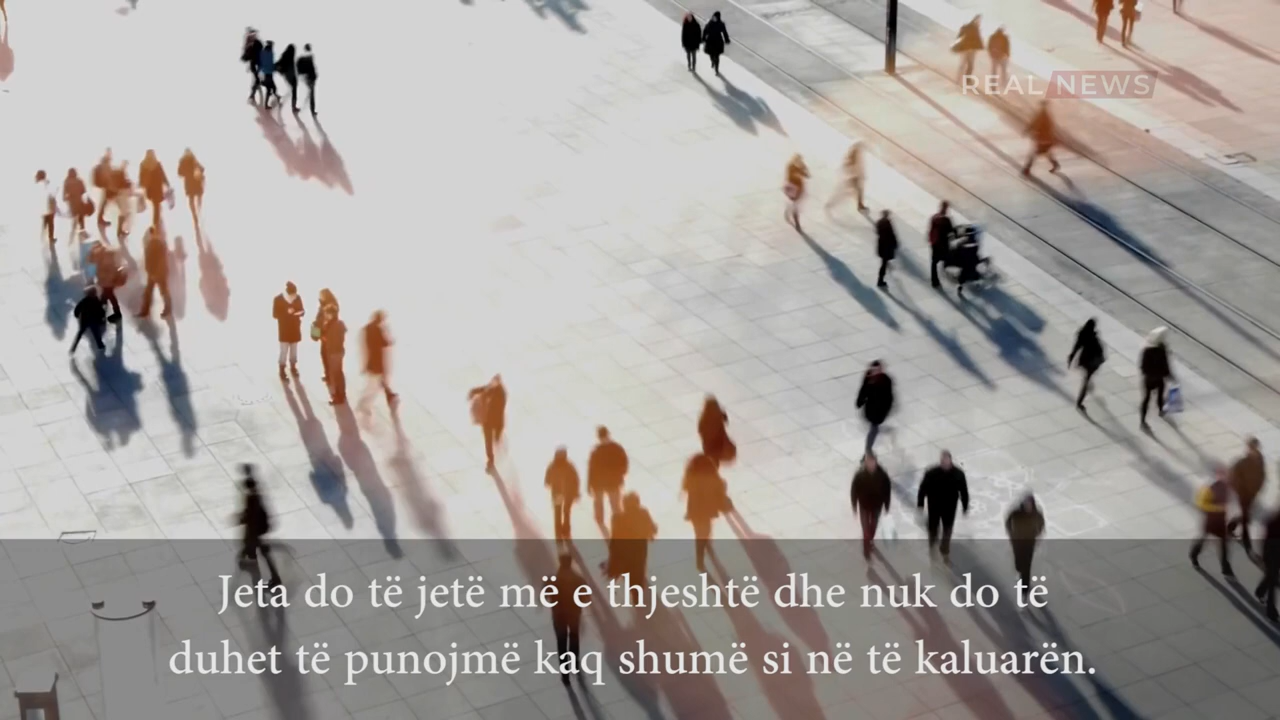 REAL NEWS
Jeta do të jetë më e thjeshtë dhe nuk do të
duhet të punojmë kaq shumë si në të kaluarën.